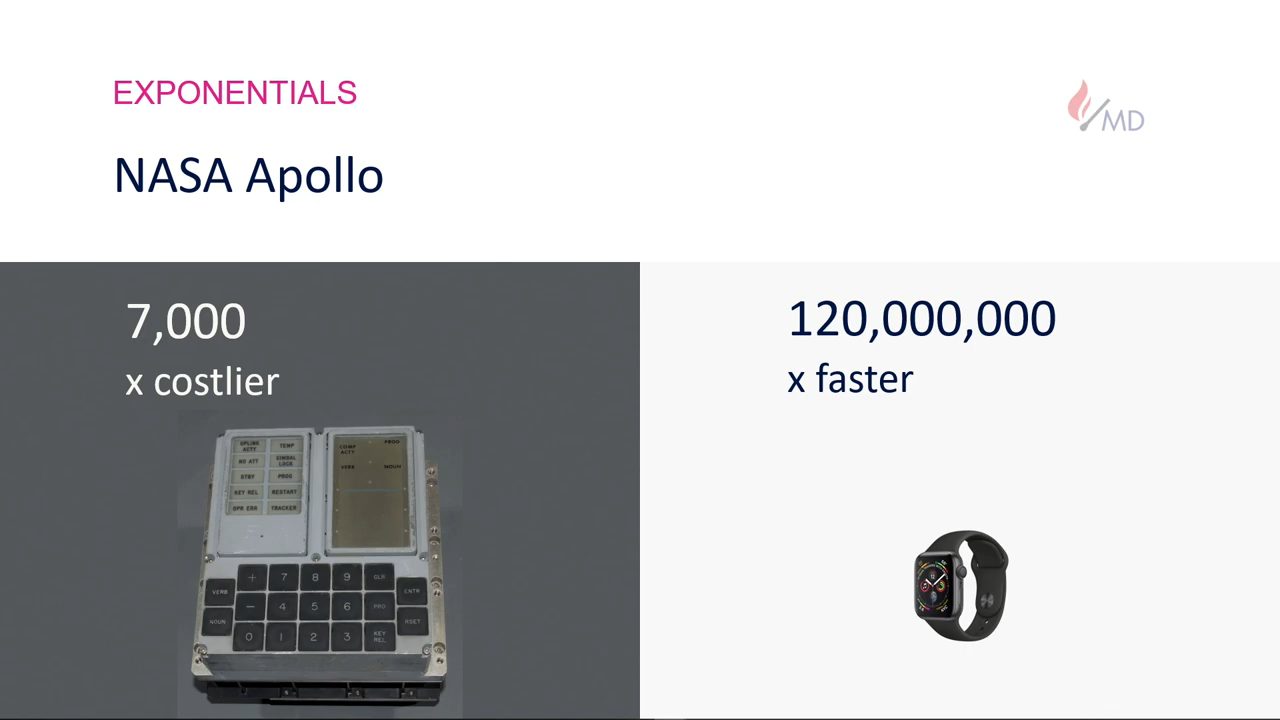 EXPONENTIALS
MD
NASA Apollo
7,000
x costlier
120,000,000
x faster
UPLINK ACTY
TEMP
NO ATT
GIMBAL LOCK
STBY
PROG
KEY REL
RESTART
OPR ERR
TRACKER
COMP ACTY
PROG
VERB
NOUN
VERB
NOUN
+ 7 8 9 CLR
- 4 5 6 PRO
0 1 2 3 KEY REL
ENTR
RSET